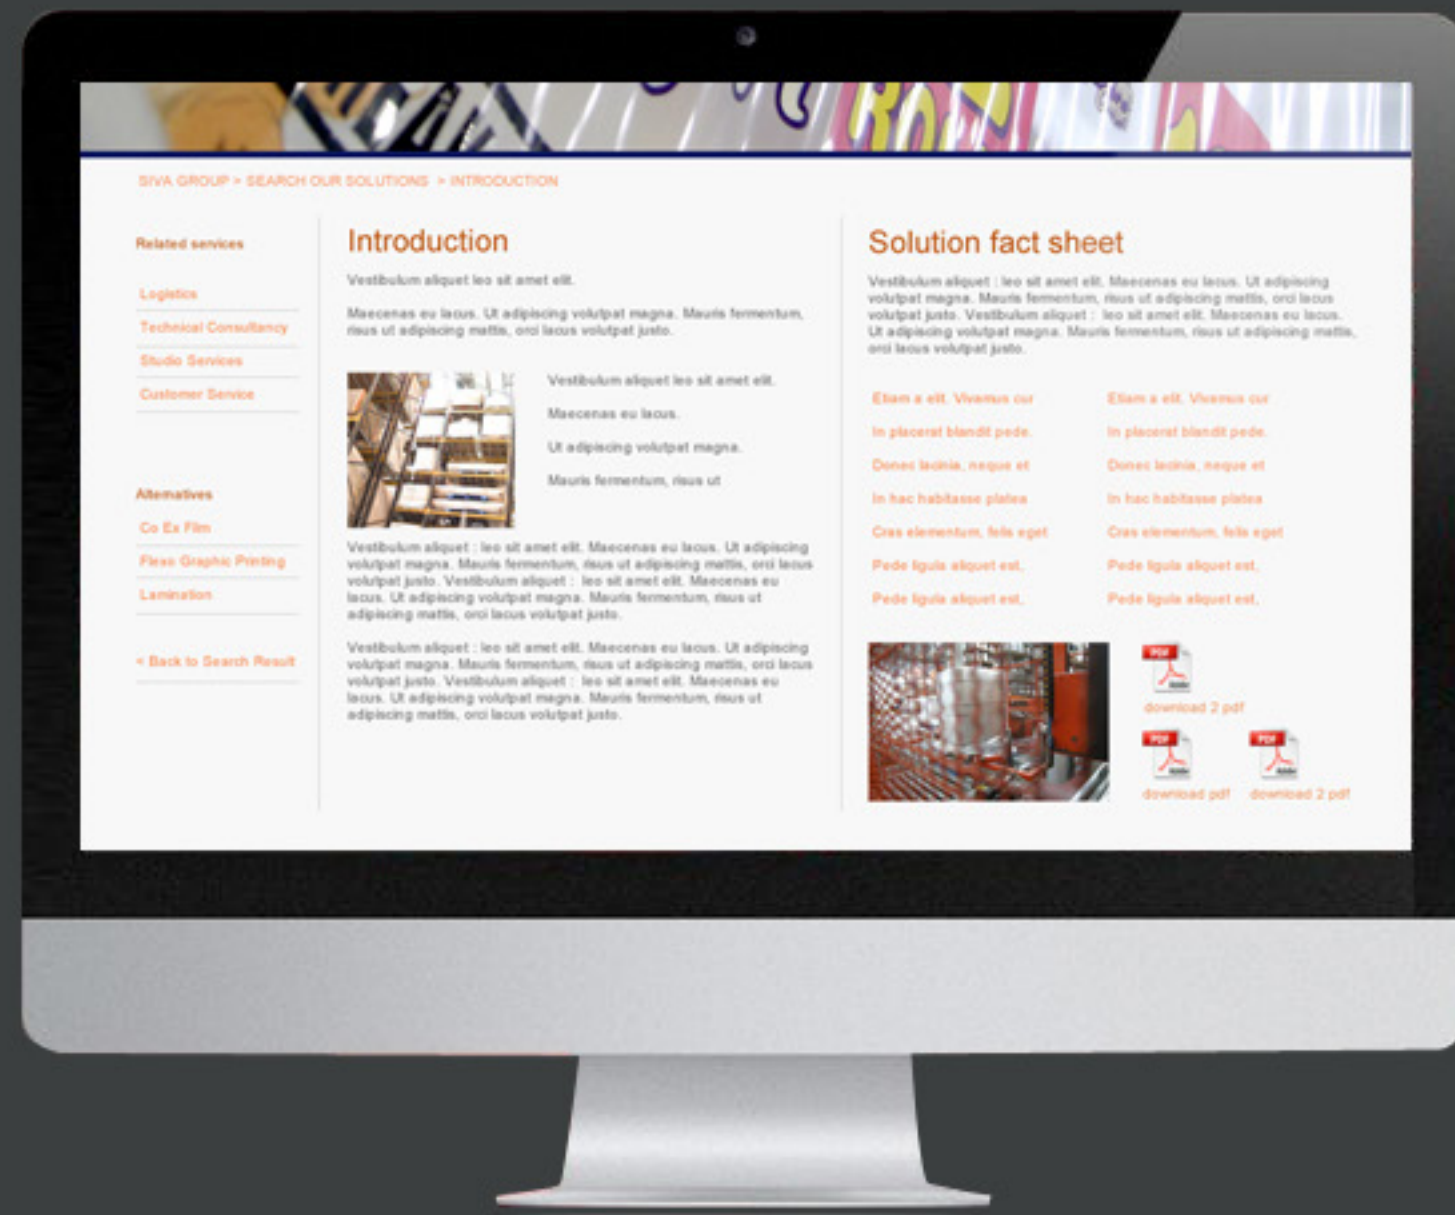 SIVA GROUP > SEARCH OUR SOLUTIONS > INTRODUCTION
Related services
Logistics
Technical Consultancy
Studio Services
Customer Service
Alternatives
Co Ex Film
Flexo Graphic Printing
Lamination
< Back to Search Result
Introduction
Vestibulum aliquet leo sit amet elit.
Maecenas eu lacus. Ut adipiscing volutpat magna. Mauris fermentum,
risus ut adipiscing mattis, orci lacus volutpat justo.
Vestibulum aliquet leo sit amet elit.
Maecenas eu lacus.
Ut adipiscing volutpat magna.
Mauris fermentum, risus ut
Vestibulum aliquet : leo sit amet elit. Maecenas eu lacus. Ut adipiscing
volutpat magna. Mauris fermentum, risus ut adipiscing mattis, orci lacus
volutpat justo. Vestibulum aliquet : leo sit amet elit. Maecenas eu
lacus. Ut adipiscing volutpat magna. Mauris fermentum, risus ut
adipiscing mattis, orci lacus volutpat justo.
Vestibulum aliquet : leo sit amet elit. Maecenas eu lacus. Ut adipiscing
volutpat magna. Mauris fermentum, risus ut adipiscing mattis, orci lacus
volutpat justo. Vestibulum aliquet : leo sit amet elit. Maecenas eu
lacus. Ut adipiscing volutpat magna. Mauris fermentum, risus ut
adipiscing mattis, orci lacus volutpat justo.
Solution fact sheet
Vestibulum aliquet : leo sit amet elit. Maecenas eu lacus. Ut adipiscing
volutpat magna. Mauris fermentum, risus ut adipiscing mattis, orci lacus
volutpat justo. Vestibulum aliquet : leo sit amet elit. Maecenas eu lacus.
Ut adipiscing volutpat magna. Mauris fermentum, risus ut adipiscing mattis,
orci lacus volutpat justo.
Etiam a elit. Vivamus cur
In placerat blandit pede.
Donec lacinia, neque et
In hac habitasse platea
Cras elementum, felis eget
Pede ligula aliquet est,
Pede ligula aliquet est,
Etiam a elit. Vivamus cur
In placerat blandit pede.
Donec lacinia, neque et
In hac habitasse platea
Cras elementum, felis eget
Pede ligula aliquet est,
Pede ligula aliquet est,
PDF
Adobe
download 2 pdf
PDF
Adobe
download pdf
PDF
Adobe
download 2 pdf